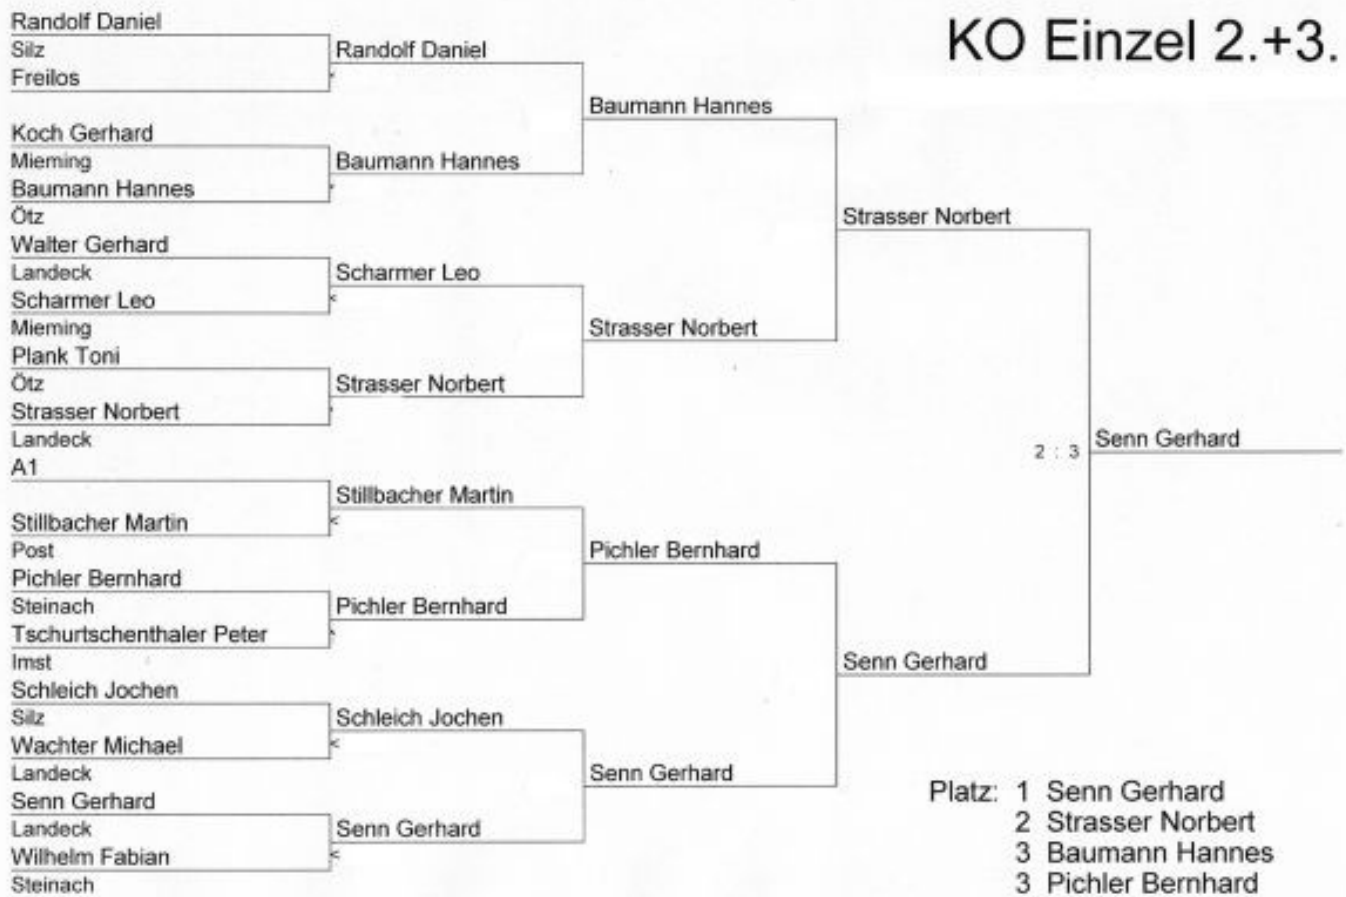 KO Einzel 2.+3.
Randolf Daniel
Silz
Freilos
Koch Gerhard
Mieming
Baumann Hannes
Ötz
Walter Gerhard
Landeck
Scharmer Leo
Mieming
Plank Toni
Ötz
Strasser Norbert
Landeck
A1
Stillbacher Martin
Post
Pichler Bernhard
Steinach
Tschurtschenthaler Peter
Imst
Schleich Jochen
Silz
Wachter Michael
Landeck
Senn Gerhard
Landeck
Wilhelm Fabian
Steinach
Randolf Daniel
Baumann Hannes
Scharmer Leo
Strasser Norbert
Stillbacher Martin
Pichler Bernhard
Schleich Jochen
Senn Gerhard
Baumann Hannes
Strasser Norbert
Pichler Bernhard
Senn Gerhard
Strasser Norbert
Senn Gerhard
2 : 3
Senn Gerhard
Platz: 1 Senn Gerhard
2 Strasser Norbert
3 Baumann Hannes
3 Pichler Bernhard